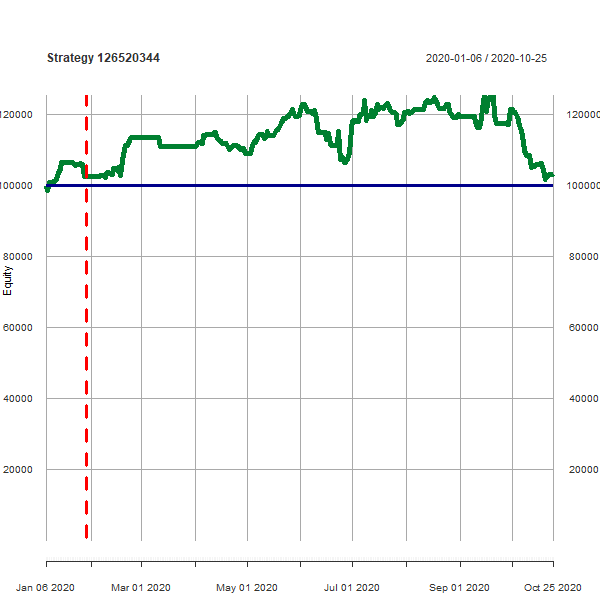 Strategy 126520344
2020-01-06 / 2020-10-25
120000
120000
100000
100000
80000
80000
Equity
60000
60000
40000
40000
20000
20000
Jan 06 2020
Mar 01 2020
May 01 2020
Jul 01 2020
Sep 01 2020
Oct 25 2020